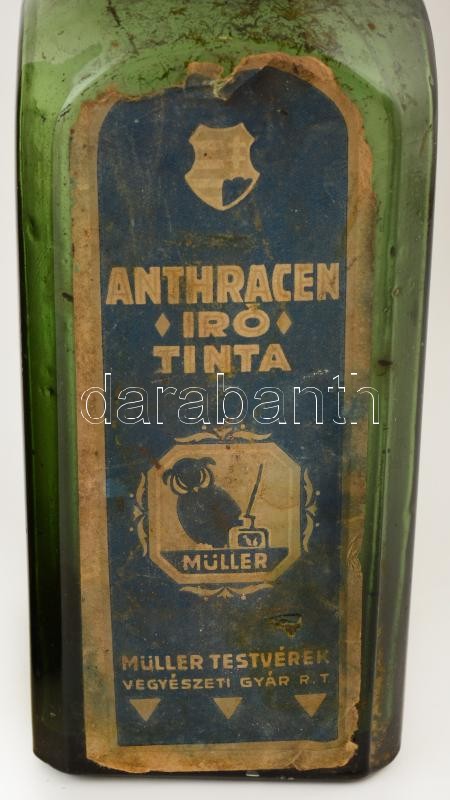 ANTHRACEN
IRÓ
TINTA
darabanth
MÜLLER
MÜLLER TESTVÉREK
VEGYÉSZETI GYÁR R.T.